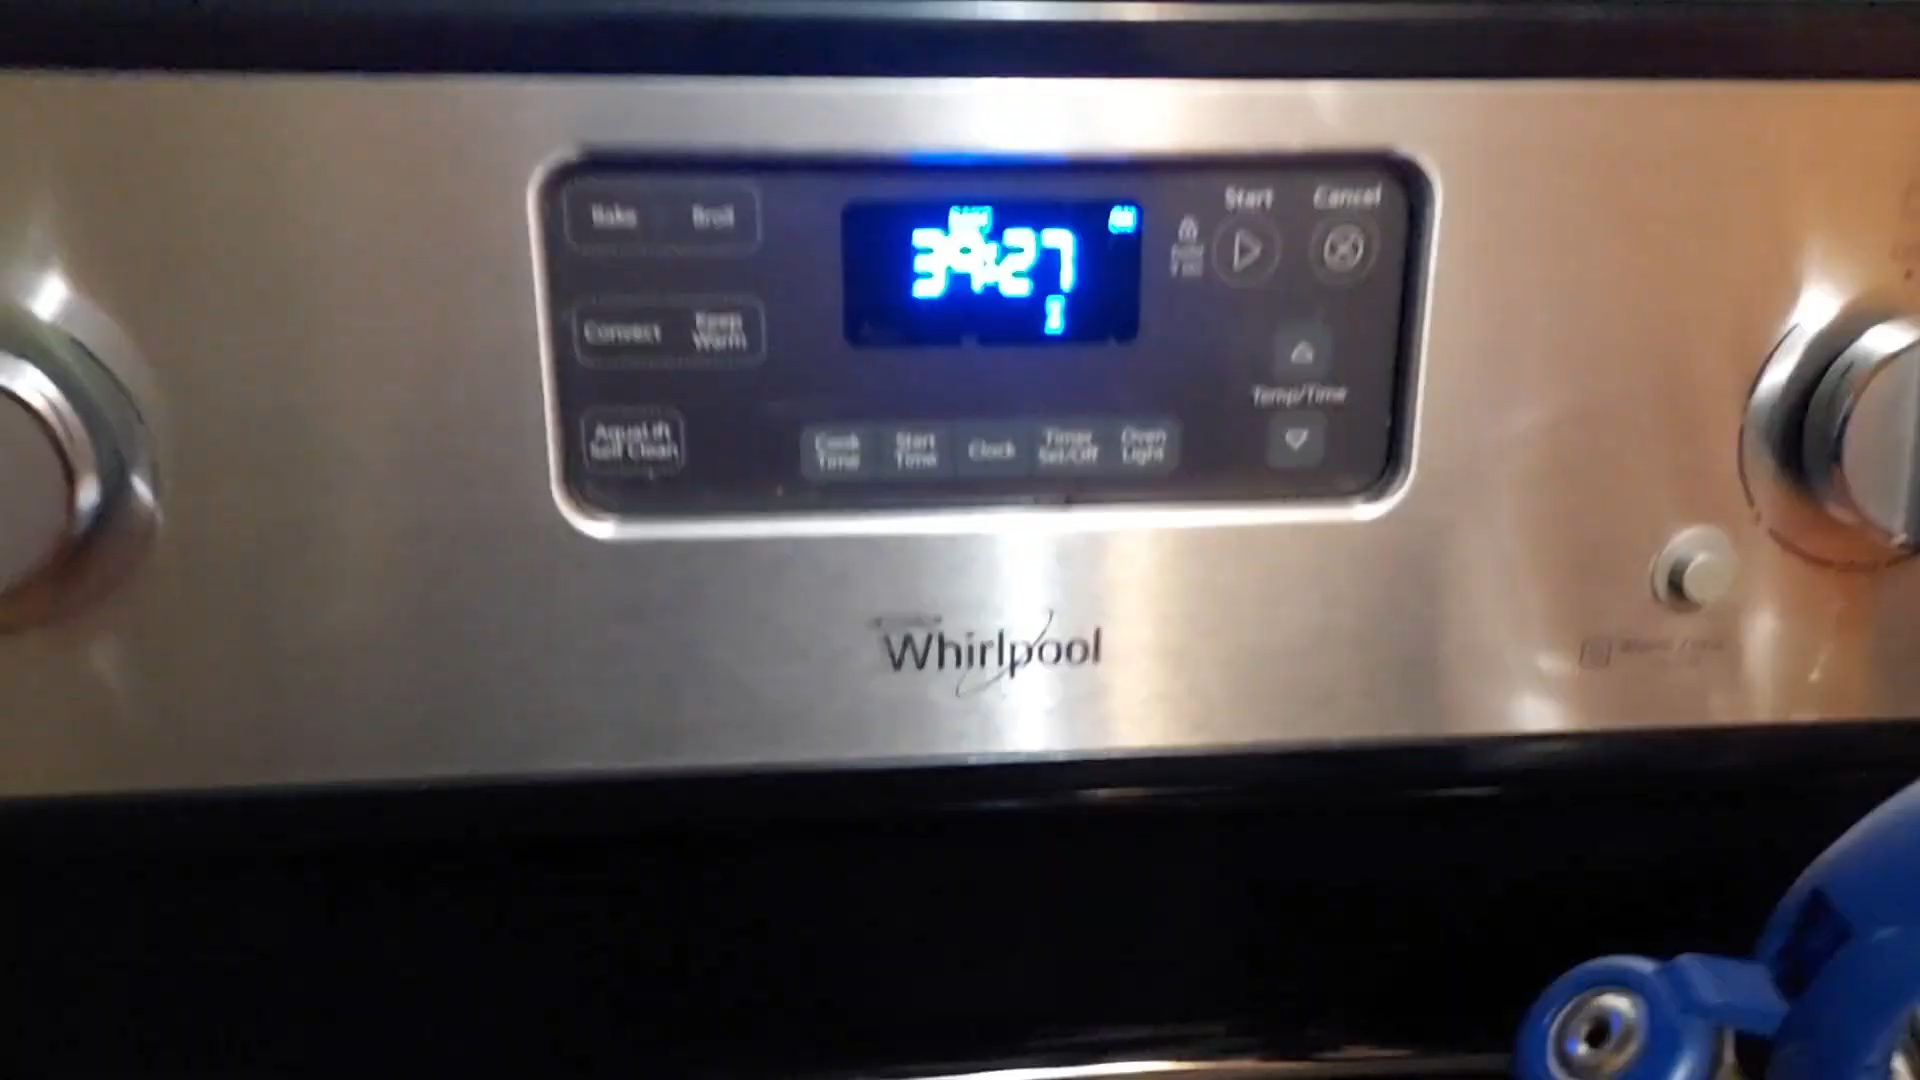 Start Cancel
Bake Broil
39:27
Convect Keep Warm
Temp/Time
AquaLift
Self Clean
Cook Time Start Time Clock Timer Set/Off Oven Light
Whirlpool